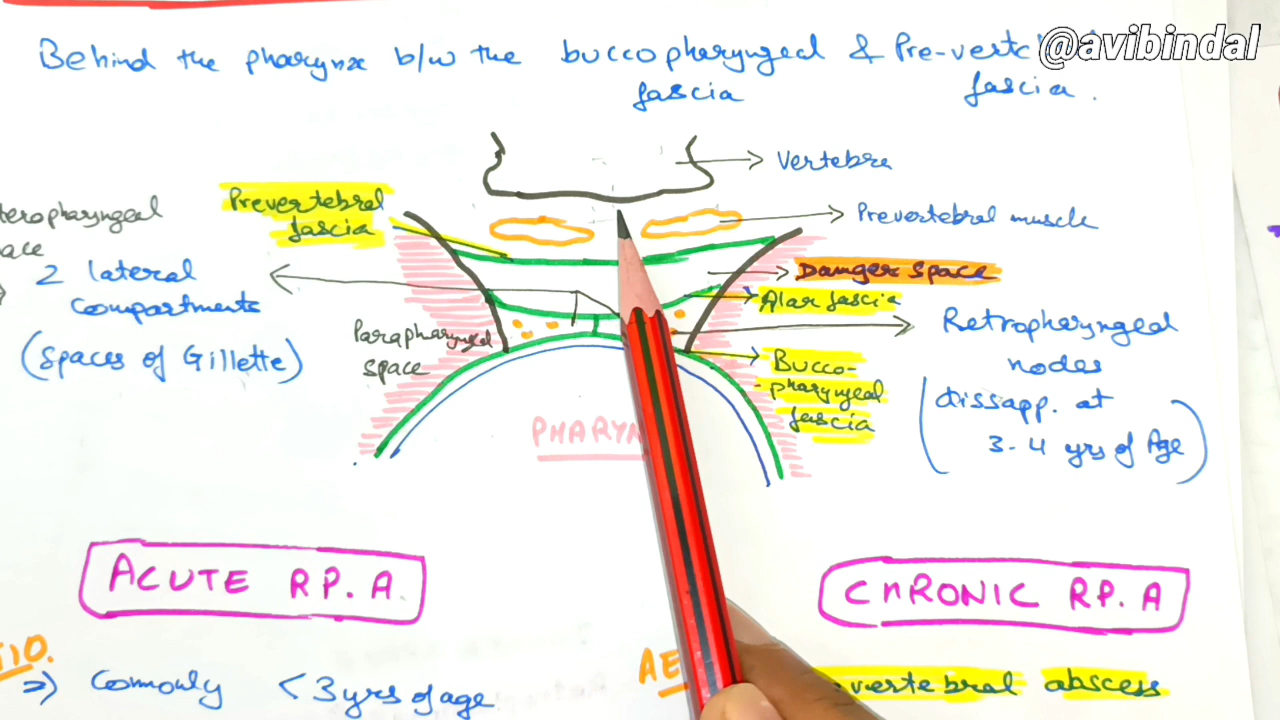 @avibindal
Behind the pharynx b/w the buccopharyngeal & Pre-vert
fascia fascia.
Vertebra
Prevertebral
fascia
Prevertebral muscle
Danger space
Alar fascia
2 lateral
compartments
(Spaces of Gillette)
Parapharyngeal
space
Retropharyngeal
nodes
(dissapp. at
3-4 yrs of Age)
Bucco-
pharyngeal
fascia
PHARYN
ACUTE RP.A.
CHRONIC RP.A
⇒ Commonly < 3 yrs of age
AE
vertebral abscess